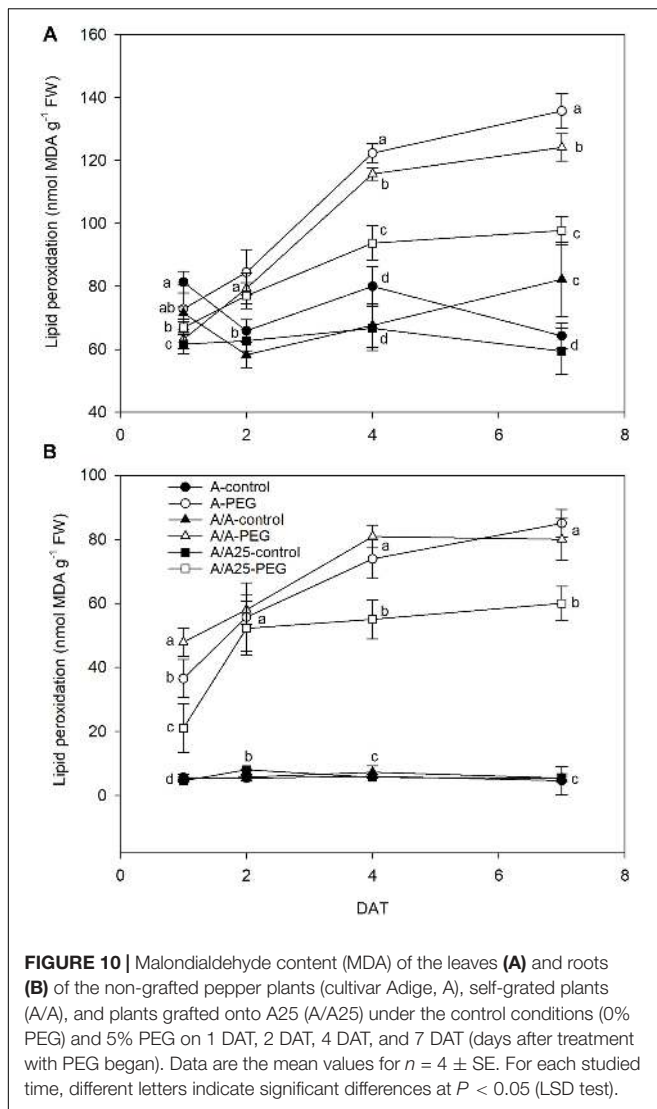 A
160
140
120
100
80
60
40
Lipid peroxidation (nmol MDA g⁻¹ FW)
a
ab
b
c
a
b
a
b
c
d
d
a
b
c
c
d
0 2 4 6 8
B
100
80
60
40
20
0
Lipid peroxidation (nmol MDA g⁻¹ FW)
A-control
A-PEG
A/A-control
A/A-PEG
A/A25-control
A/A25-PEG
a
b
c
d
a
b
a
b
c
a
b
c
0 2 4 6 8
DAT
FIGURE 10 | Malondialdehyde content (MDA) of the leaves (A) and roots
(B) of the non-grafted pepper plants (cultivar Adige, A), self-grated plants
(A/A), and plants grafted onto A25 (A/A25) under the control conditions (0%
PEG) and 5% PEG on 1 DAT, 2 DAT, 4 DAT, and 7 DAT (days after treatment
with PEG began). Data are the mean values for n = 4 ± SE. For each studied
time, different letters indicate significant differences at P < 0.05 (LSD test).